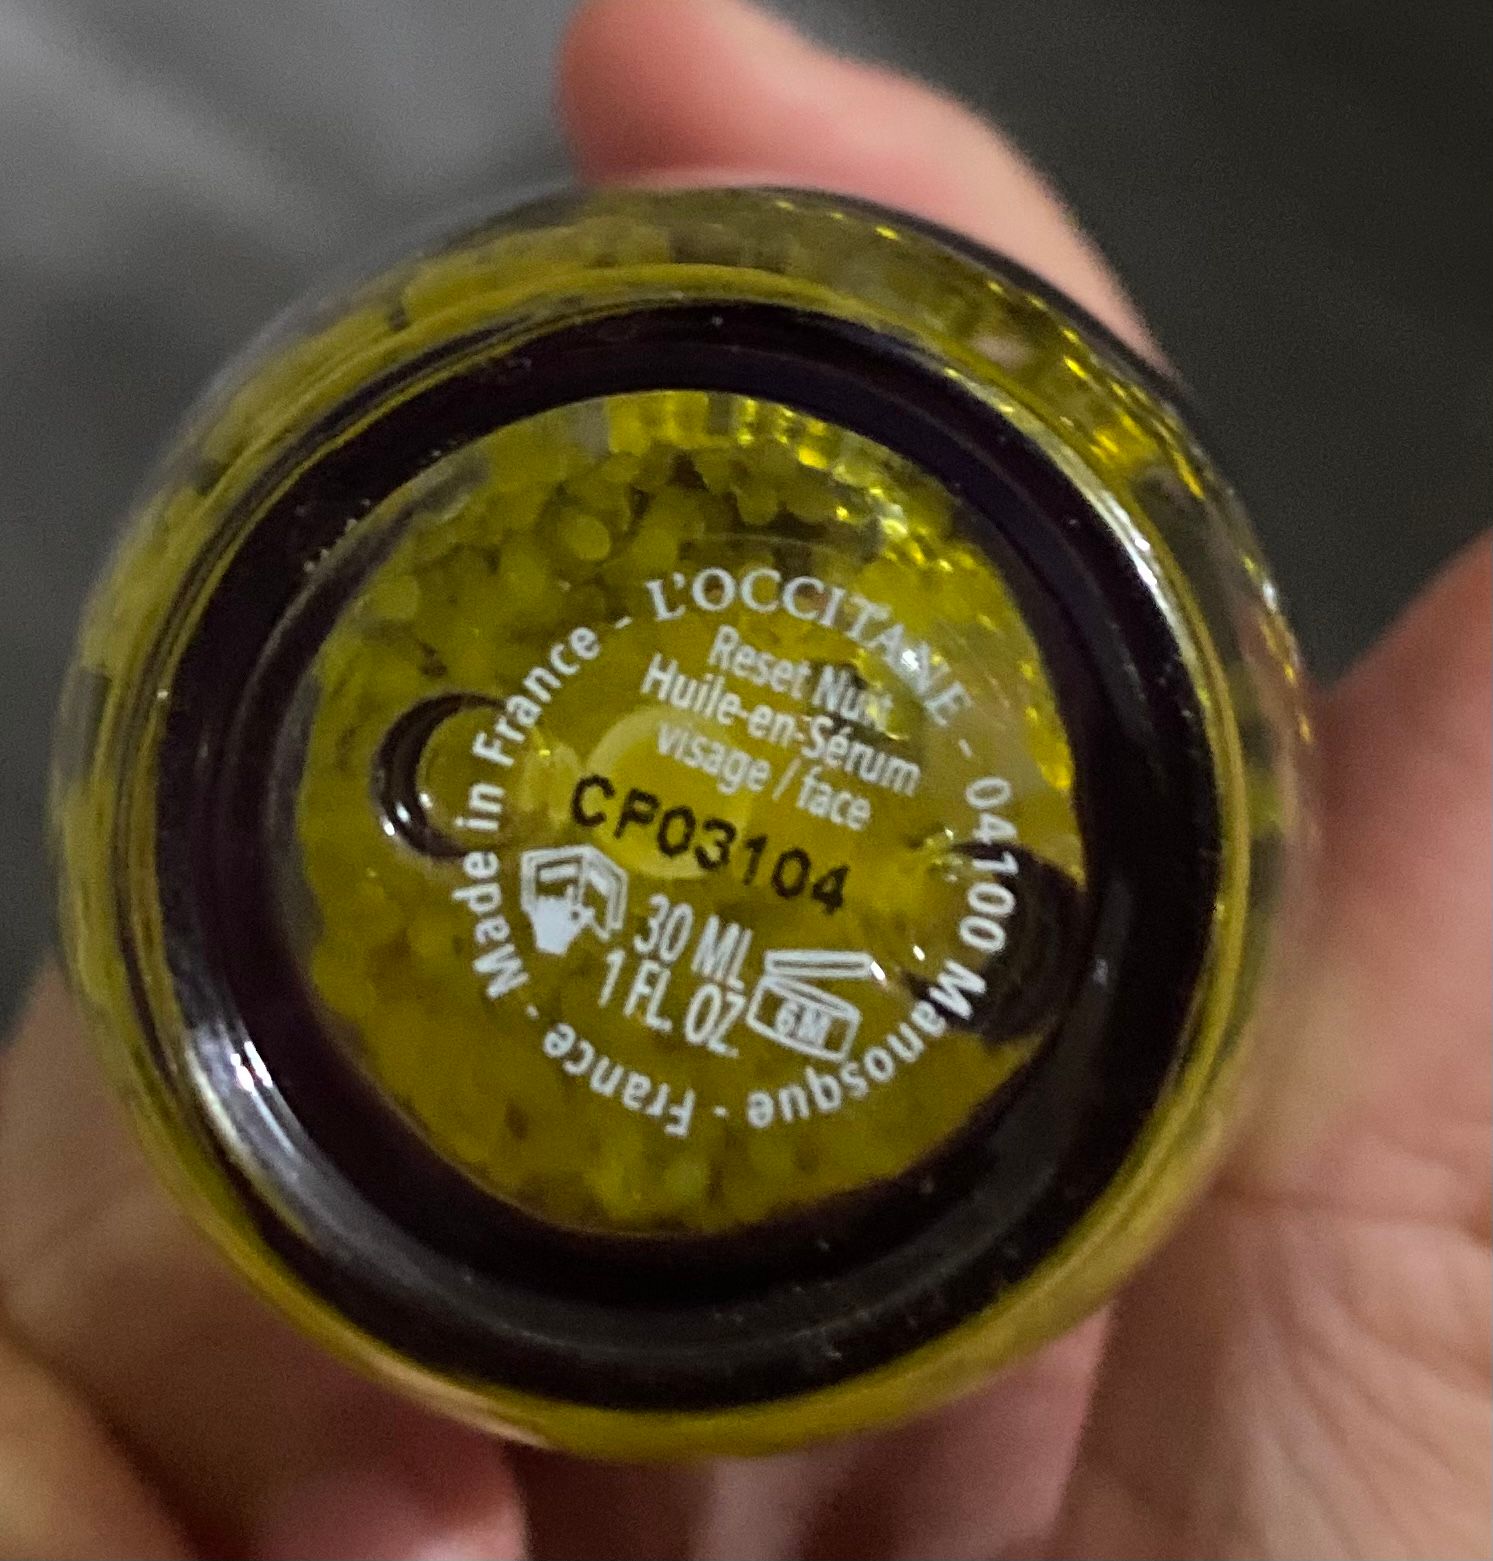 L'OCCITANE - 04100 Manosque - France - Made in France -
Reset Nuit
Huile-en-Sérum
visage / face
CP03104
30 ML
1 FL. OZ.
6M